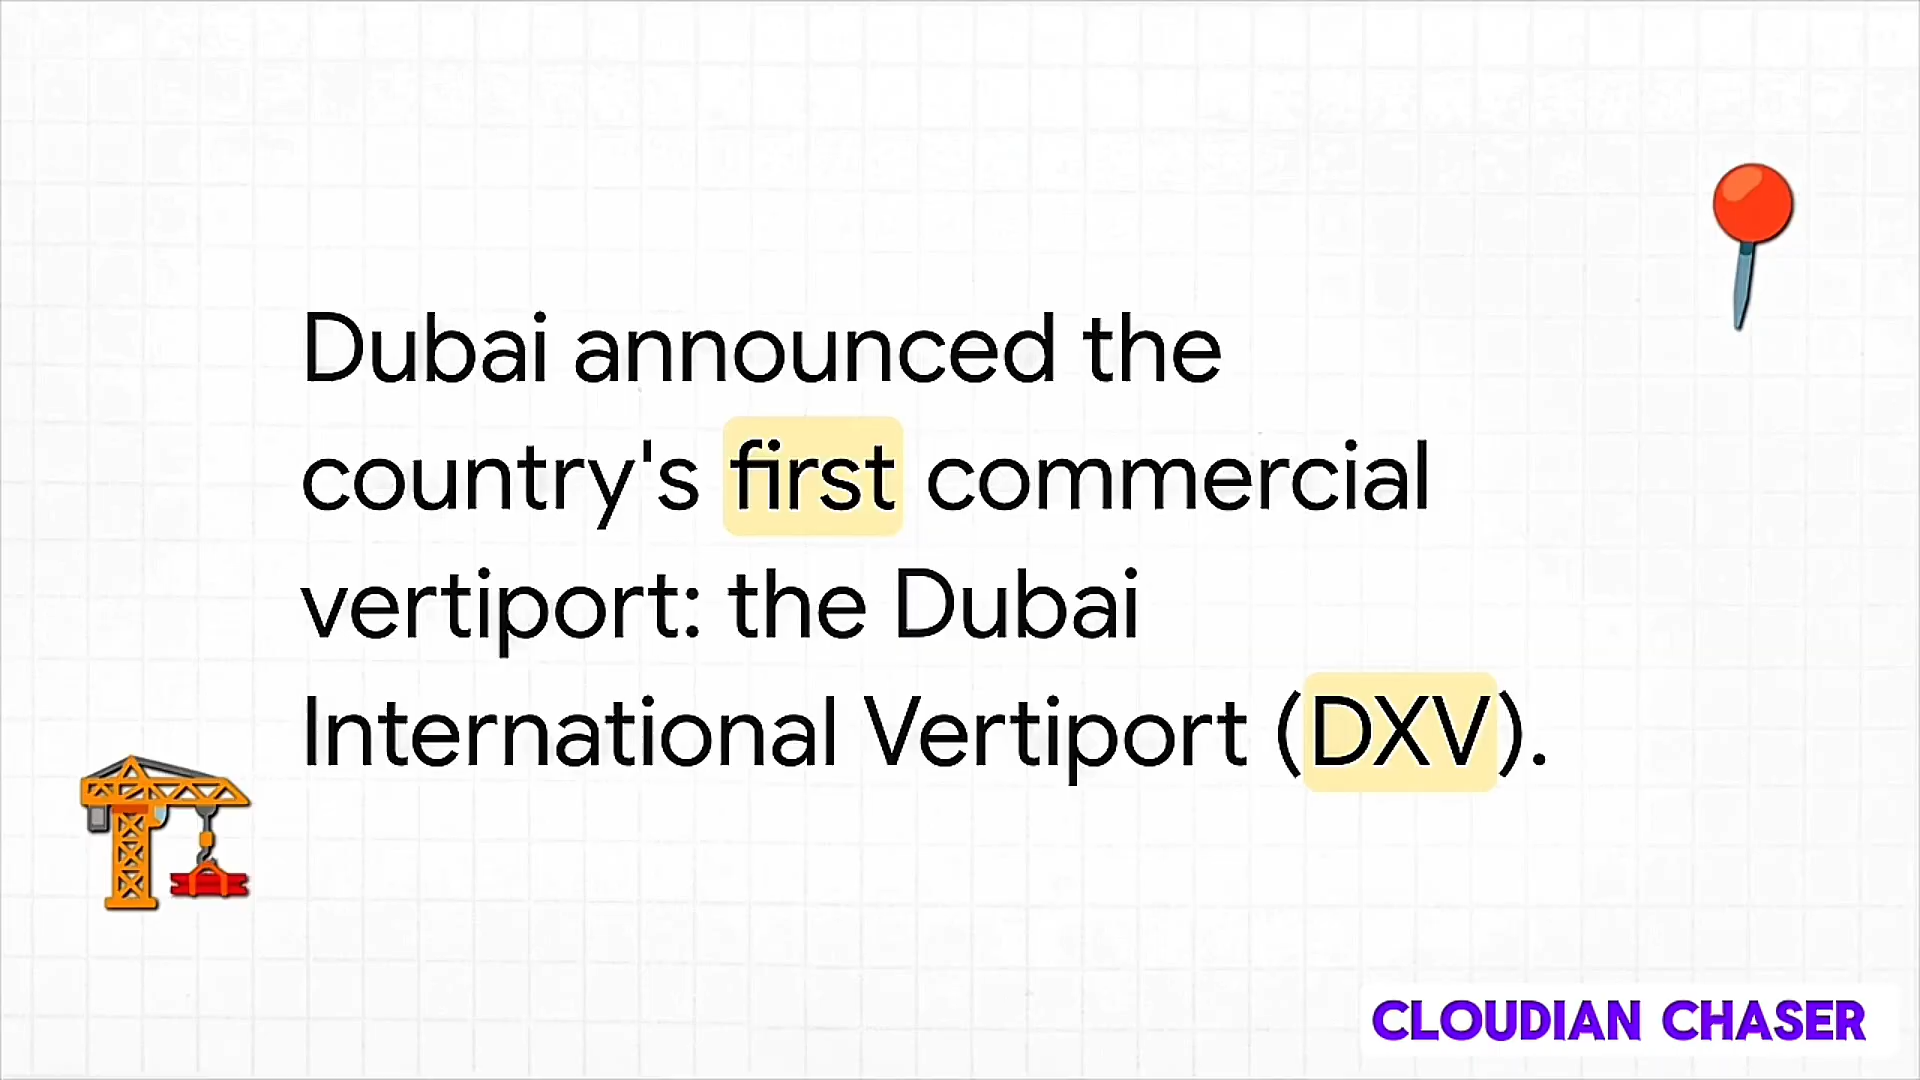 Dubai announced the
country's first commercial
vertiport: the Dubai
International Vertiport (DXV).
CLOUDIAN CHASER